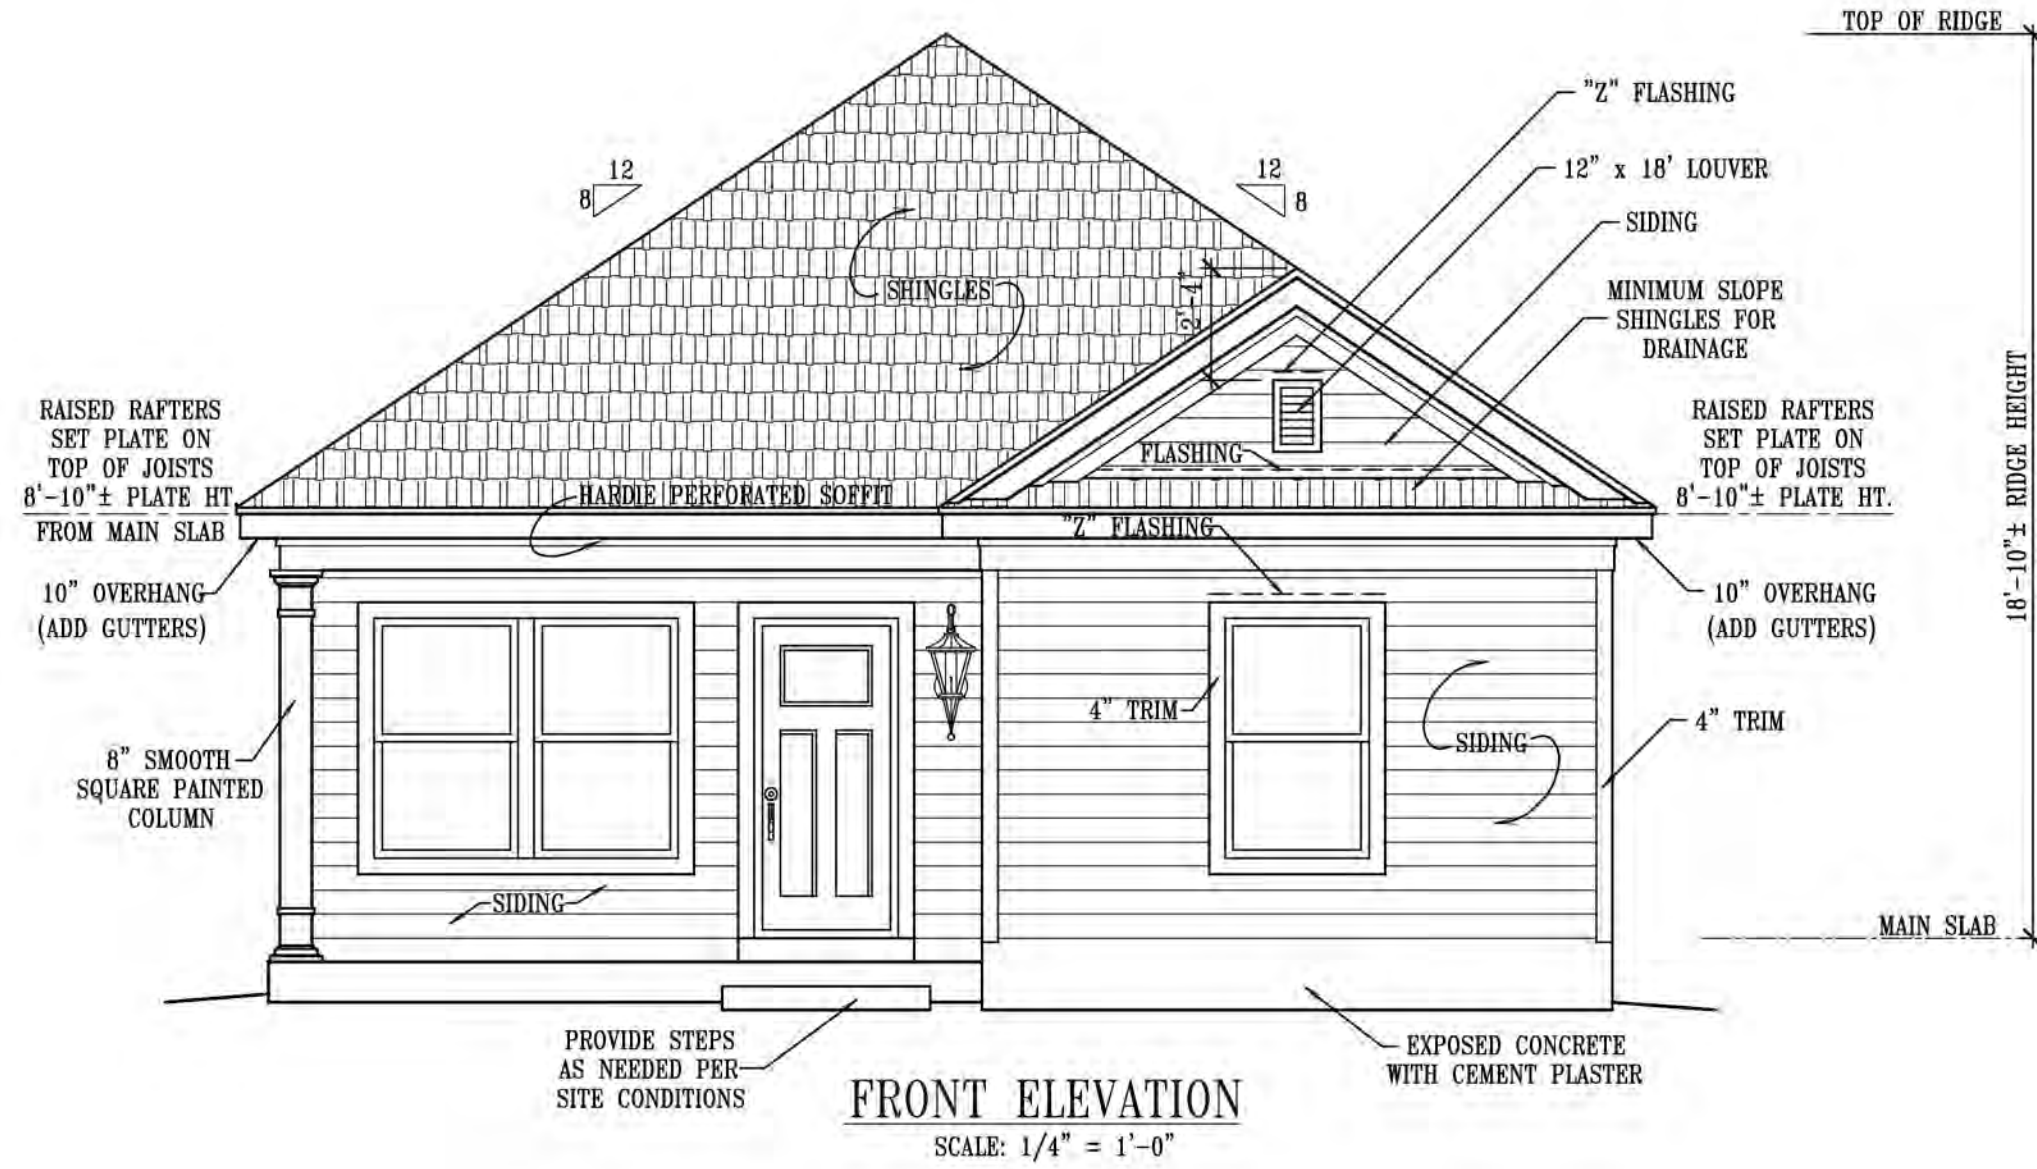 TOP OF RIDGE
"Z" FLASHING
12" x 18' LOUVER
SIDING
MINIMUM SLOPE
SHINGLES FOR
DRAINAGE
12
8
12
8
SHINGLES
2'-4"
18'-10"± RIDGE HEIGHT
RAISED RAFTERS
SET PLATE ON
TOP OF JOISTS
8'-10"± PLATE HT
FROM MAIN SLAB
RAISED RAFTERS
SET PLATE ON
TOP OF JOISTS
8'-10"± PLATE HT.
FLASHING
HARDIE PERFORATED SOFFIT
"Z" FLASHING
10" OVERHANG
(ADD GUTTERS)
10" OVERHANG
(ADD GUTTERS)
8" SMOOTH
SQUARE PAINTED
COLUMN
4" TRIM
SIDING
4" TRIM
SIDING
MAIN SLAB
PROVIDE STEPS
AS NEEDED PER
SITE CONDITIONS
EXPOSED CONCRETE
WITH CEMENT PLASTER
FRONT ELEVATION
SCALE: 1/4" = 1'-0"